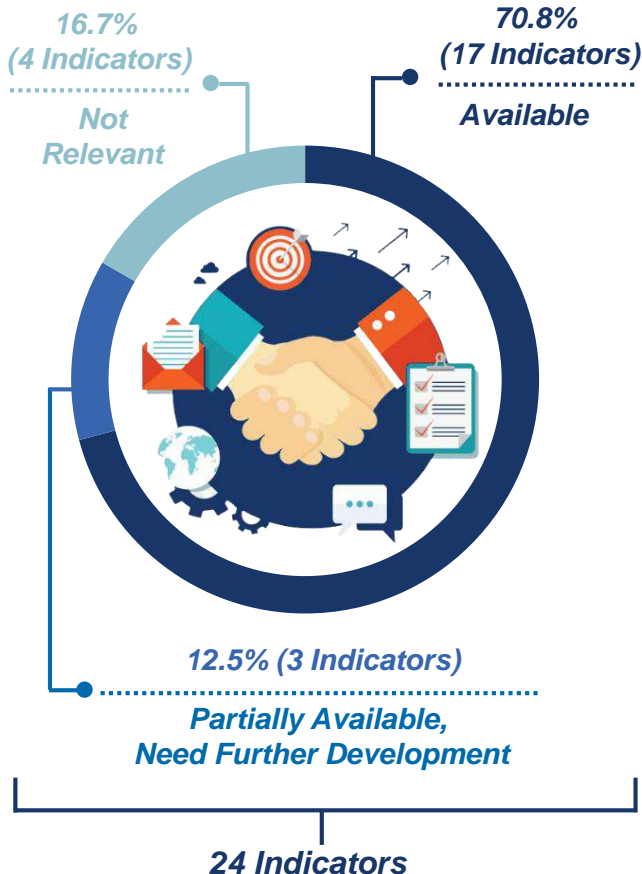 16.7%
(4 Indicators)
Not
Relevant
70.8%
(17 Indicators)
Available
12.5% (3 Indicators)
Partially Available,
Need Further Development
24 Indicators